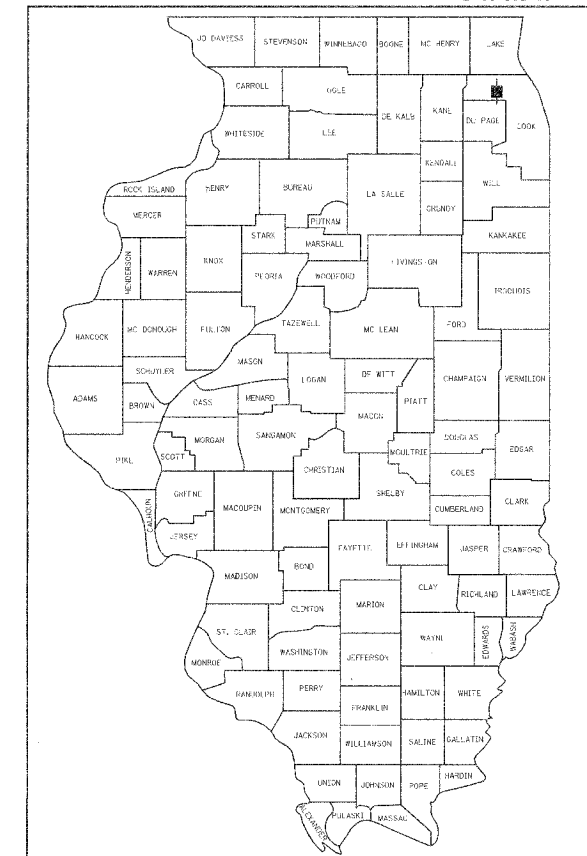 JO DAVIESS STEVENSON WINNEBAGO BOONE MC HENRY LAKE
CARROLL OGLE DE KALB KANE DU PAGE COOK
WHITESIDE LEE
KENDALL WILL
ROCK ISLAND HENRY BUREAU LA SALLE GRUNDY
MERCER PUTNAM KANKAKEE
STARK MARSHALL
HENDERSON WARREN KNOX PEORIA WOODFORD LIVINGSTON IROQUOIS
HANCOCK MC DONOUGH FULTON TAZEWELL MC LEAN FORD
MASON
SCHUYLER LOGAN DE WITT CHAMPAIGN VERMILION
ADAMS BROWN CASS MENARD MACON PIATT
MORGAN SANGAMON DOUGLAS EDGAR
PIKE SCOTT CHRISTIAN MOULTRIE COLES
CALHOUN GREENE MACOUPIN MONTGOMERY SHELBY CUMBERLAND CLARK
JERSEY FAYETTE EFFINGHAM JASPER CRAWFORD
MADISON BOND CLAY RICHLAND LAWRENCE
CLINTON MARION
ST. CLAIR WAYNE EDWARDS WABASH
MONROE WASHINGTON JEFFERSON
RANDOLPH PERRY HAMILTON WHITE
FRANKLIN
JACKSON WILLIAMSON SALINE GALLATIN
UNION JOHNSON POPE HARDIN
ALEXANDER PULASKI MASSAC